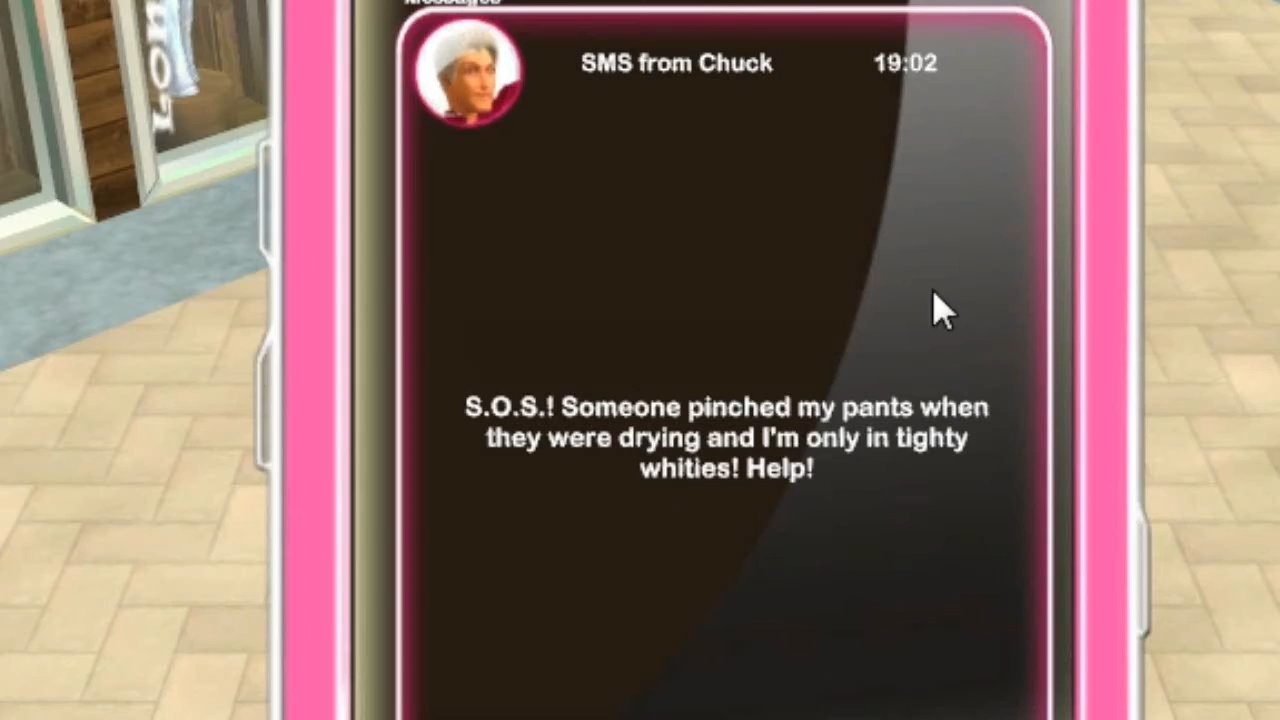 Messages
SMS from Chuck 19:02
S.O.S.! Someone pinched my pants when
they were drying and I'm only in tighty
whities! Help!